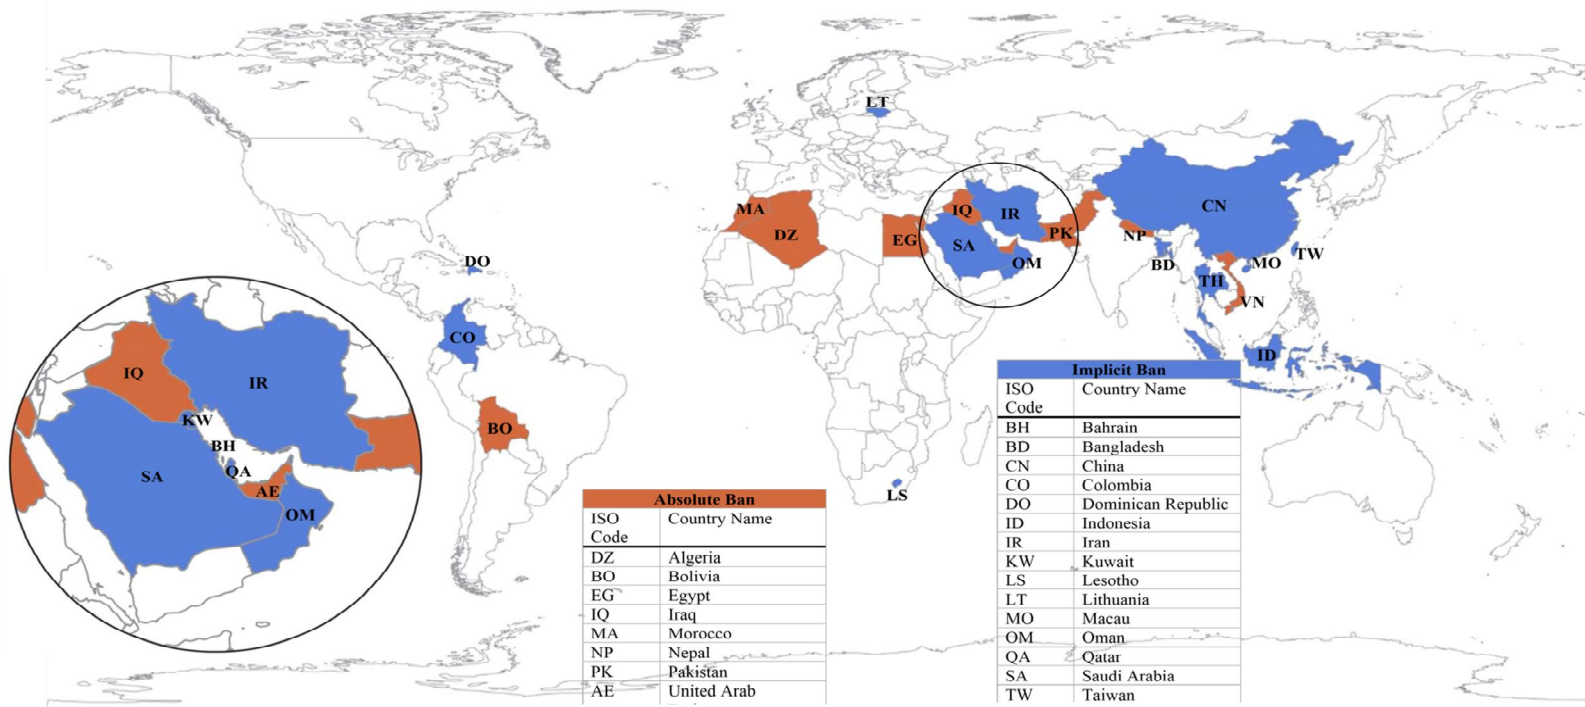 LT
MA
DZ
EG
IQ
IR
SA
OM
PK
NP
CN
BD
MO
TW
TH
VN
ID
DO
CO
BO
LS
IQ
IR
KW
BH
QA
SA
AE
OM
Absolute Ban
ISO Code Country Name
DZ Algeria
BO Bolivia
EG Egypt
IQ Iraq
MA Morocco
NP Nepal
PK Pakistan
AE United Arab
Implicit Ban
ISO Code Country Name
BH Bahrain
BD Bangladesh
CN China
CO Colombia
DO Dominican Republic
ID Indonesia
IR Iran
KW Kuwait
LS Lesotho
LT Lithuania
MO Macau
OM Oman
QA Qatar
SA Saudi Arabia
TW Taiwan